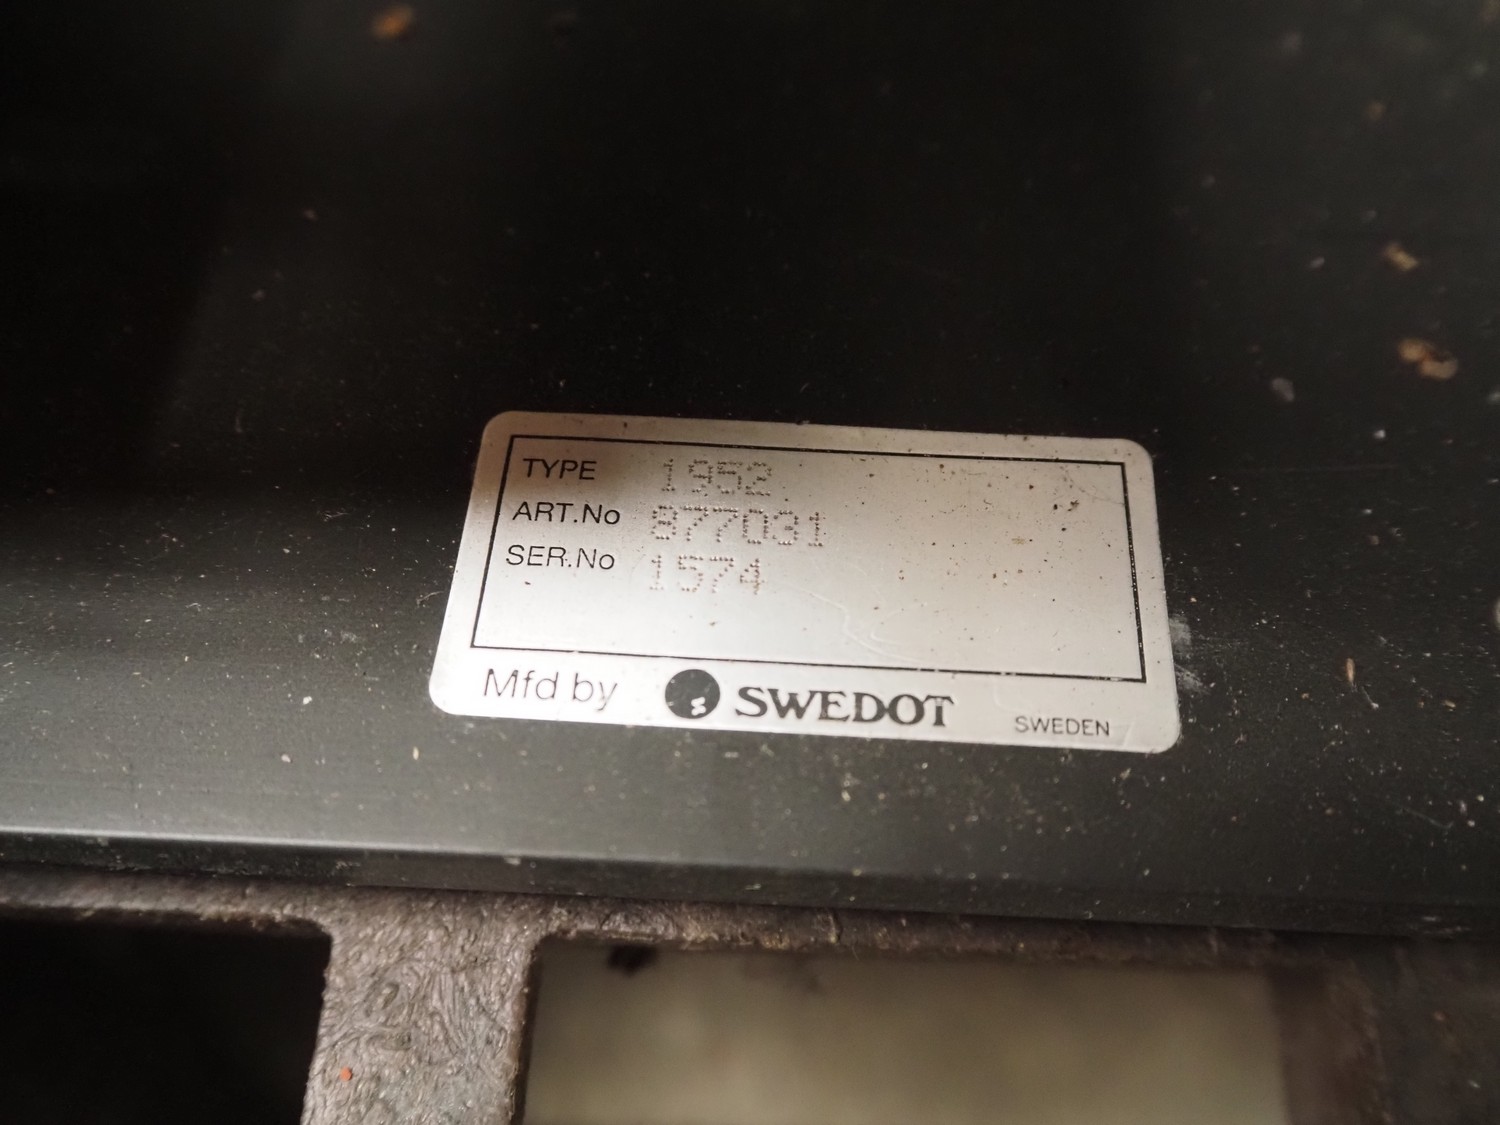 TYPE 1952
ART.No 877031
SER.No 1574
Mfd by SWEDOT SWEDEN